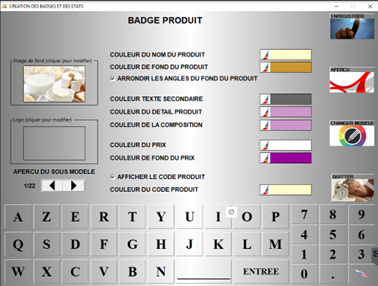 CREATION DES BADGES ET DES ETATS
BADGE PRODUIT
ENREGISTRER
Image de fond (cliquer pour modifier)
COULEUR DU NOM DU PRODUIT
COULEUR DE FOND DU PRODUIT
ARRONDIR LES ANGLES DU FOND DU PRODUIT
APERCU
COULEUR TEXTE SECONDAIRE
COULEUR DU DETAIL PRODUIT
COULEUR DE LA COMPOSITION
Logo (cliquer pour modifier)
CHANGER MODELE
COULEUR DU PRIX
COULEUR DE FOND DU PRIX
APERCU DU SOUS MODELE
1/22
AFFICHER LE CODE PRODUIT
COULEUR DU CODE PRODUIT
QUITTER
A Z E R T Y U I O P 7 8 9
Q S D F G H J K L M 4 5 6
1 2 3
W X C V B N ENTREE 0 .